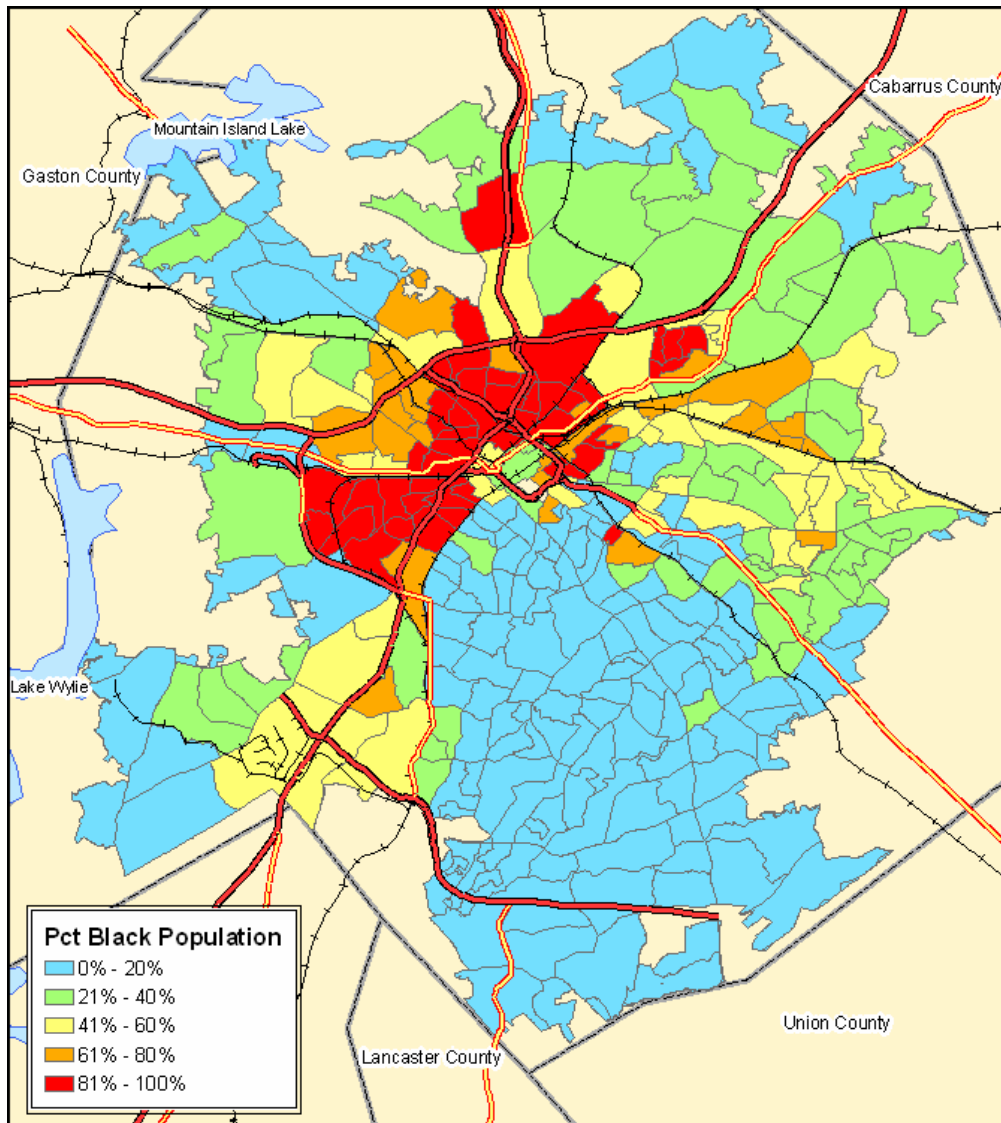 Cabarrus County
Mountain Island Lake
Gaston County
Lake Wylie
Pct Black Population
0% - 20%
21% - 40%
41% - 60%
61% - 80%
81% - 100%
Union County
Lancaster County